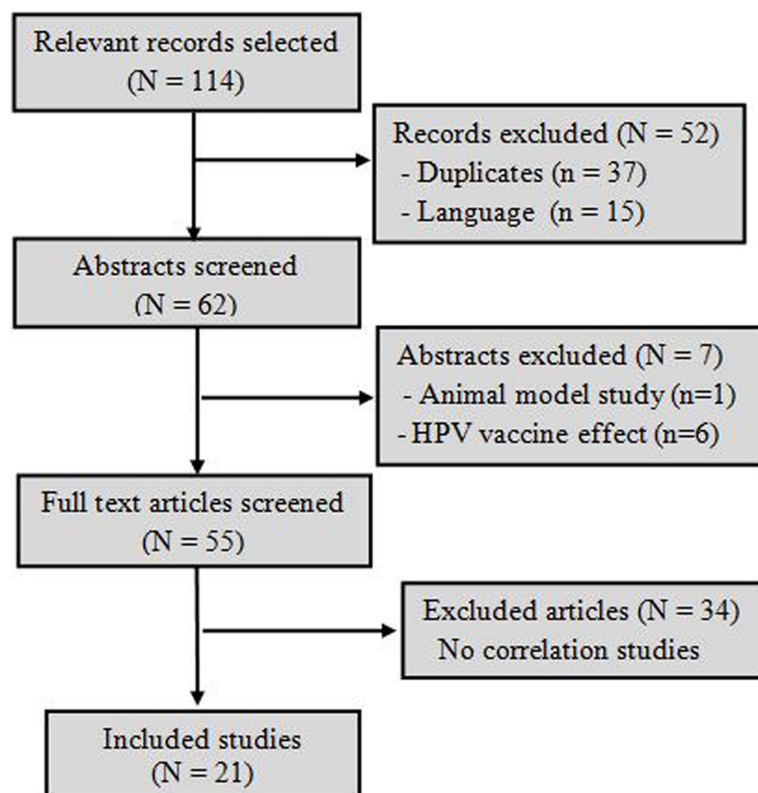 Relevant records selected
(N = 114)
Records excluded (N = 52)
- Duplicates (n = 37)
- Language (n = 15)
Abstracts screened
(N = 62)
Abstracts excluded (N = 7)
- Animal model study (n=1)
- HPV vaccine effect (n=6)
Full text articles screened
(N = 55)
Excluded articles (N = 34)
No correlation studies
Included studies
(N = 21)